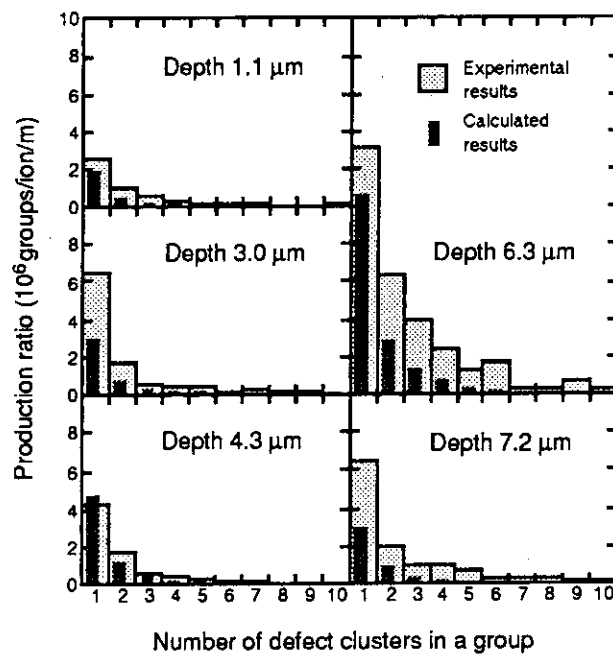 10
8
6
4
2
0
Depth 1.1 μm
Experimental
results
Calculated
results
8
6
4
2
0
Depth 3.0 μm
Depth 6.3 μm
8
6
4
2
0
Depth 4.3 μm
Depth 7.2 μm
1 2 3 4 5 6 7 8 9 10
1 2 3 4 5 6 7 8 9 10
Production ratio (10⁶ groups/ion/m)
Number of defect clusters in a group